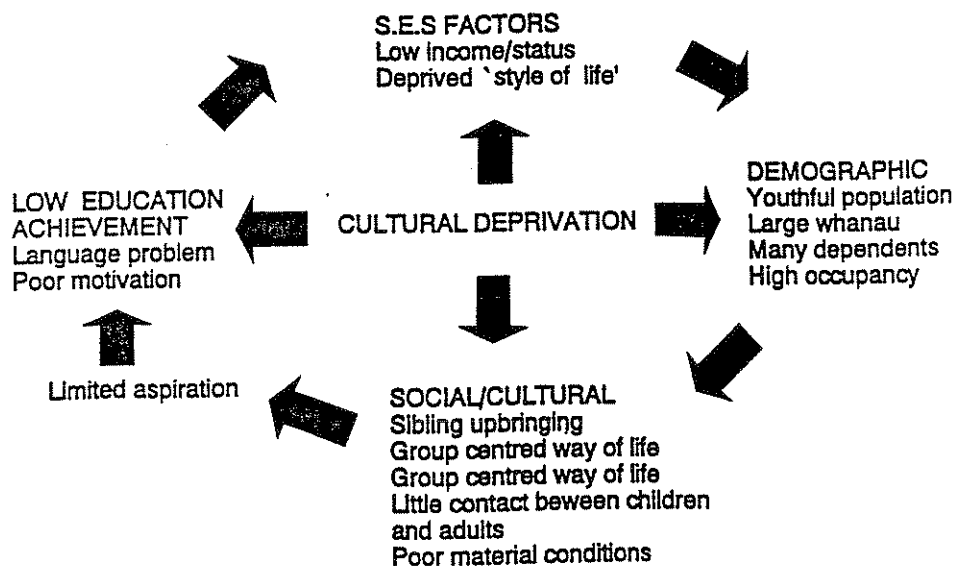 S.E.S FACTORS
Low income/status
Deprived `style of life'
LOW EDUCATION
ACHIEVEMENT
Language problem
Poor motivation
CULTURAL DEPRIVATION
DEMOGRAPHIC
Youthful population
Large whanau
Many dependents
High occupancy
Limited aspiration
SOCIAL/CULTURAL
Sibling upbringing
Group centred way of life
Group centred way of life
Little contact beween children
and adults
Poor material conditions